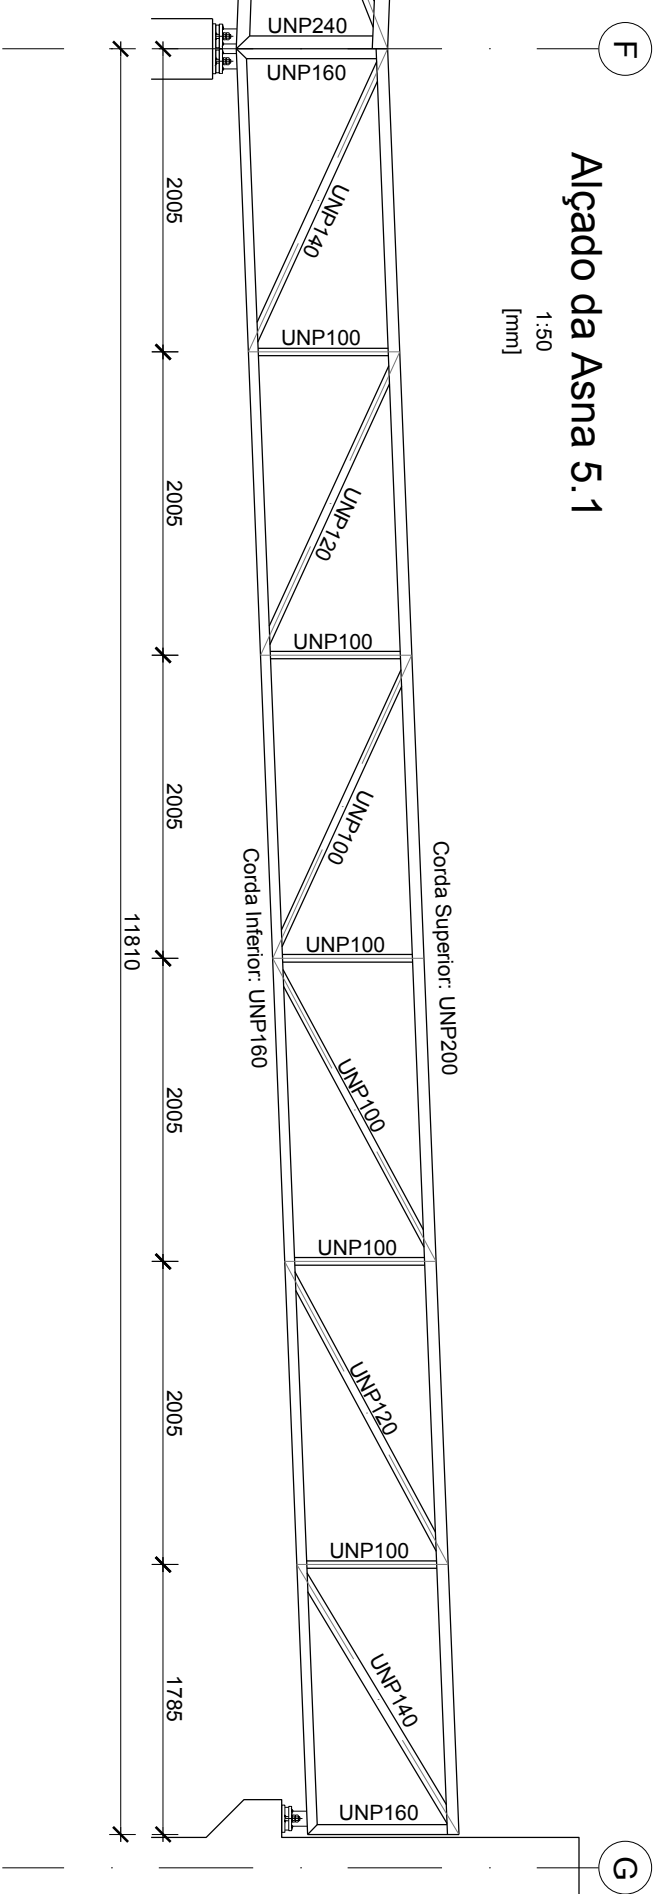 F
Alçado da Asna 5.1
1:50
[mm]
UNP240
UNP160
UNP140
UNP100
UNP120
UNP100
UNP100
UNP100
UNP100
UNP100
UNP120
UNP100
UNP140
UNP160
Corda Superior: UNP200
Corda Inferior: UNP160
2005
2005
2005
2005
2005
1785
11810
G